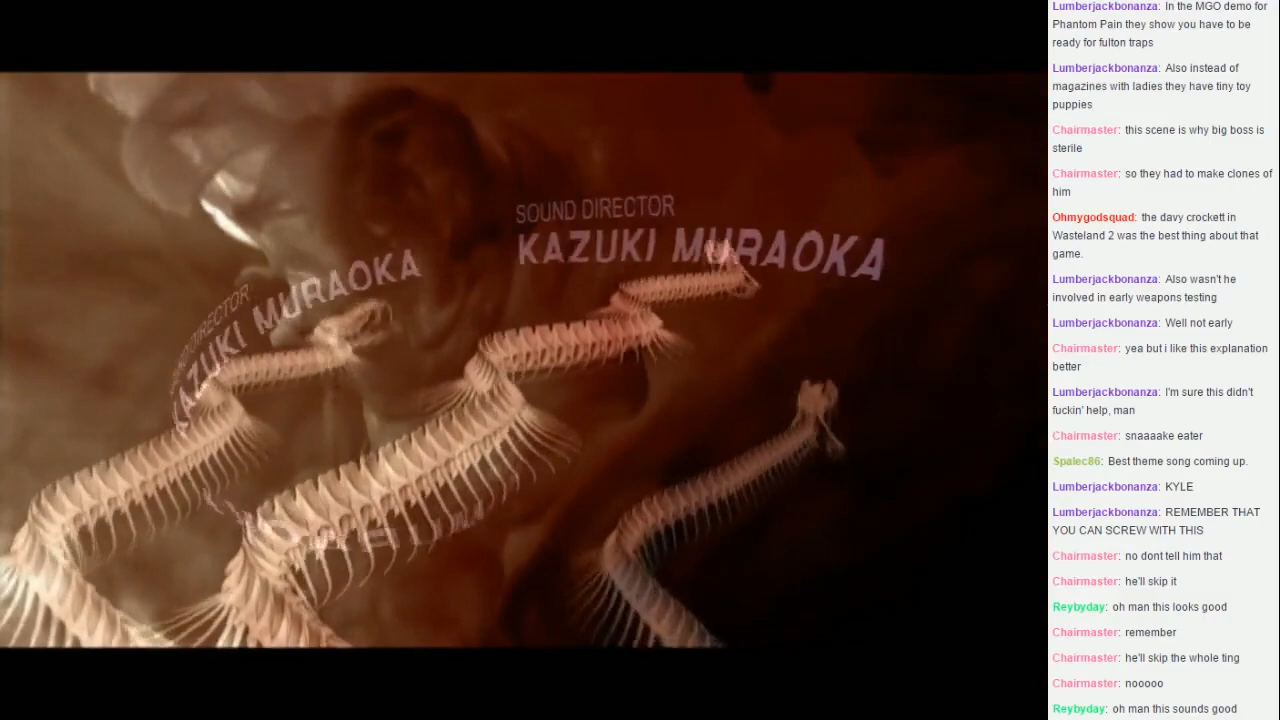 SOUND DIRECTOR
KAZUKI MURAOKA
DIRECTOR
KAZUKI MURAOKA
Lumberjackbonanza: In the MGO demo for
Phantom Pain they show you have to be
ready for fulton traps
Lumberjackbonanza: Also instead of
magazines with ladies they have tiny toy
puppies
Chairmaster: this scene is why big boss is
sterile
Chairmaster: so they had to make clones of
him
Ohmygodsquad: the davy crockett in
Wasteland 2 was the best thing about that
game.
Lumberjackbonanza: Also wasn't he
involved in early weapons testing
Lumberjackbonanza: Well not early
Chairmaster: yea but i like this explanation
better
Lumberjackbonanza: I'm sure this didn't
fuckin' help, man
Chairmaster: snaaaake eater
Spalec86: Best theme song coming up.
Lumberjackbonanza: KYLE
Lumberjackbonanza: REMEMBER THAT
YOU CAN SCREW WITH THIS
Chairmaster: no dont tell him that
Chairmaster: he'll skip it
Reybyday: oh man this looks good
Chairmaster: remember
Chairmaster: he'll skip the whole ting
Chairmaster: nooooo
Reybyday: oh man this sounds good